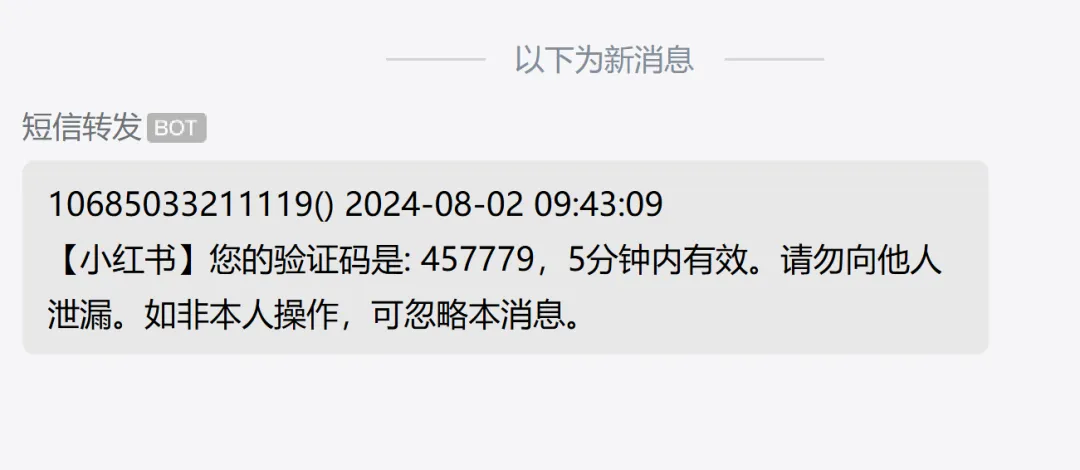 以下为新消息
短信转发 BOT
10685033211119() 2024-08-02 09:43:09
【小红书】您的验证码是: 457779，5分钟内有效。请勿向他人
泄漏。如非本人操作，可忽略本消息。